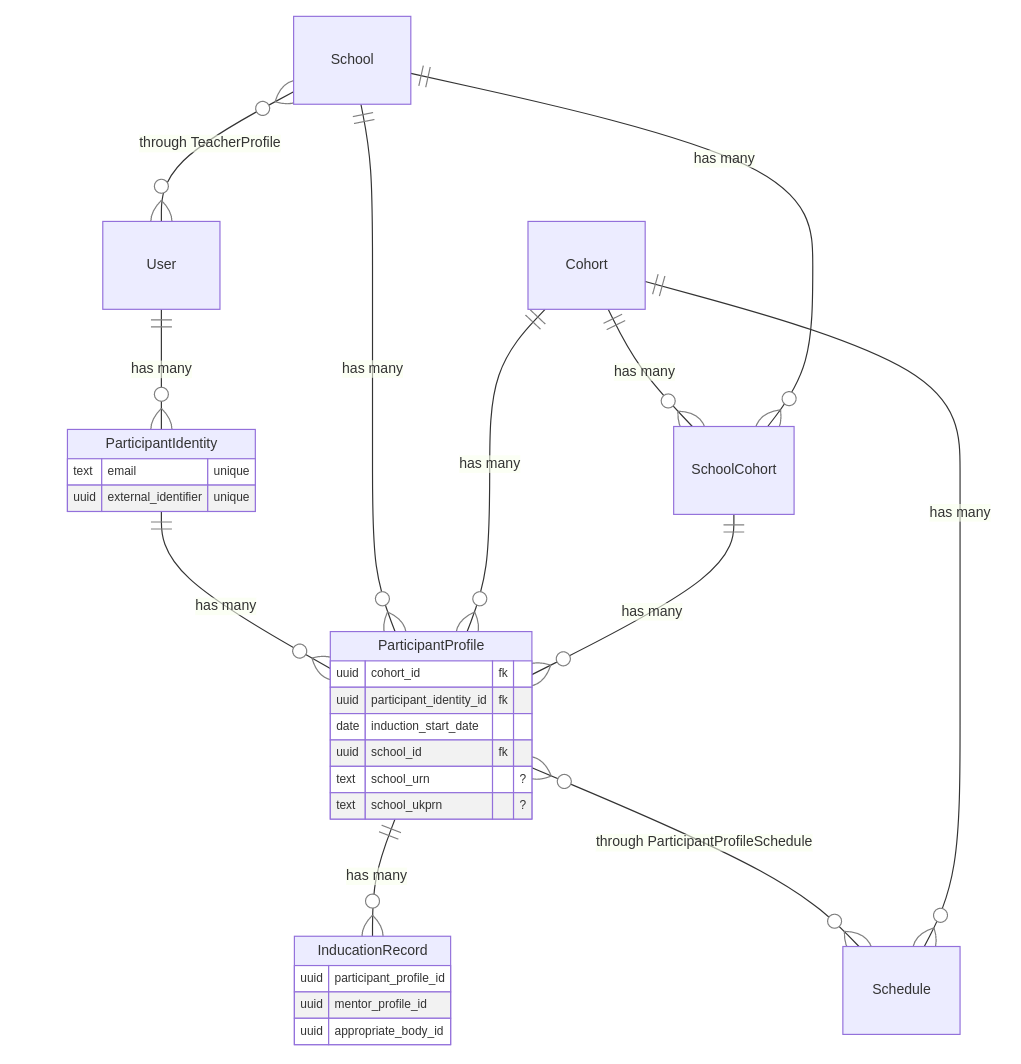 School
through TeacherProfile
has many
User
Cohort
has many
has many
has many
ParticipantIdentity
text email unique
uuid external_identifier unique
has many
SchoolCohort
has many
has many
has many
ParticipantProfile
uuid cohort_id fk
uuid participant_identity_id fk
date induction_start_date
uuid school_id fk
text school_urn ?
text school_ukprn ?
through ParticipantProfileSchedule
has many
InducationRecord
uuid participant_profile_id
uuid mentor_profile_id
uuid appropriate_body_id
Schedule